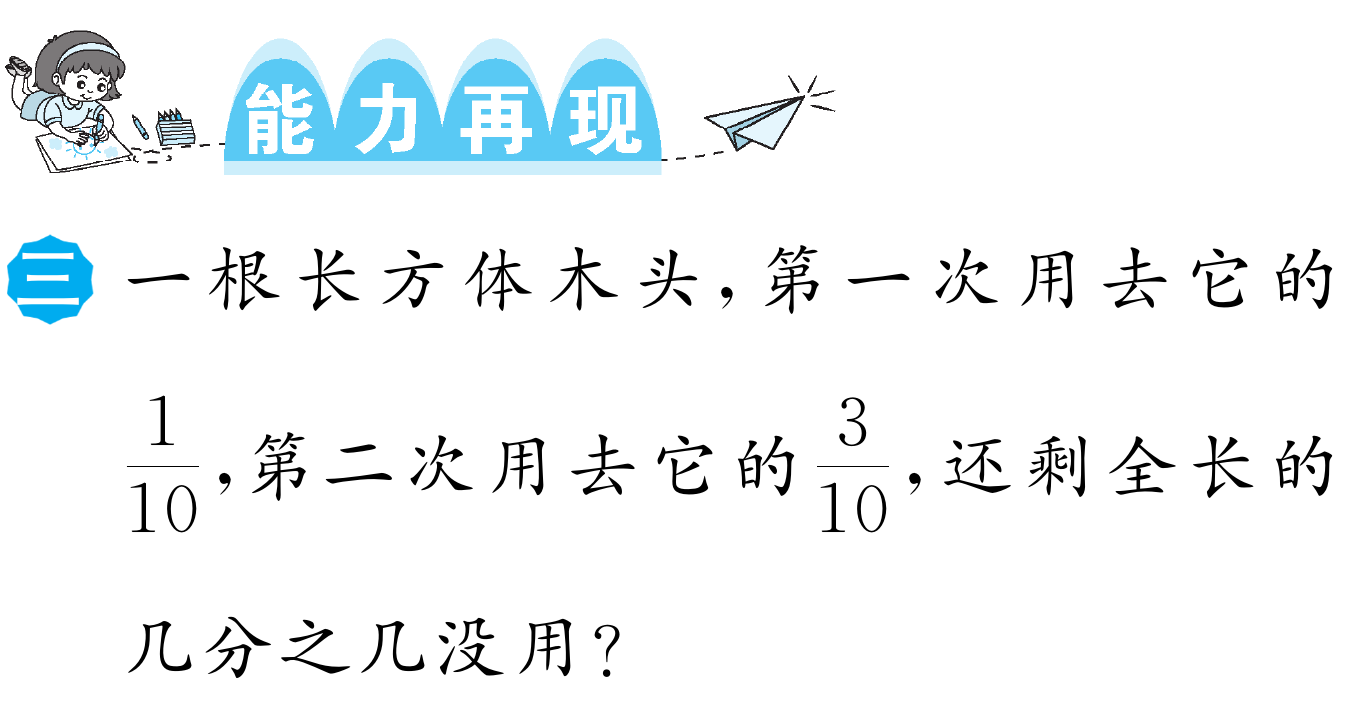 能力再现
三 一根长方体木头,第一次用去它的
1/10,第二次用去它的3/10,还剩全长的
几分之几没用?